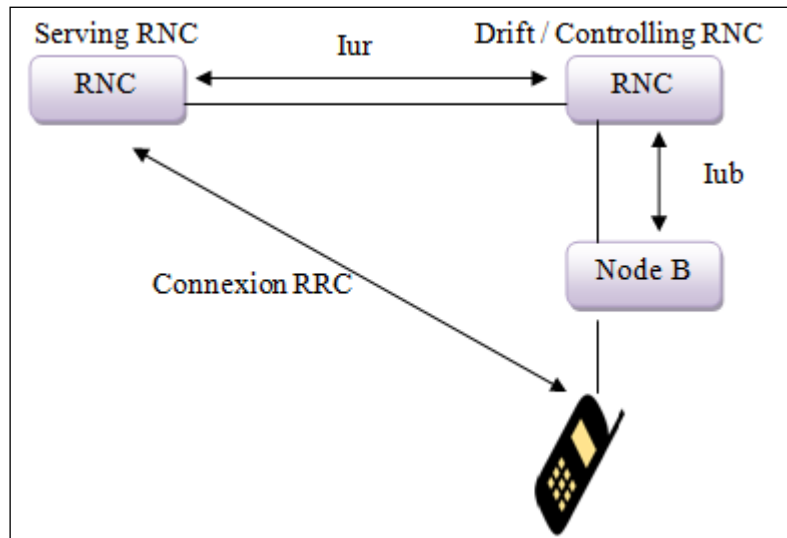 Serving RNC
Iur
Drift / Controlling RNC
RNC
RNC
Iub
Node B
Connexion RRC